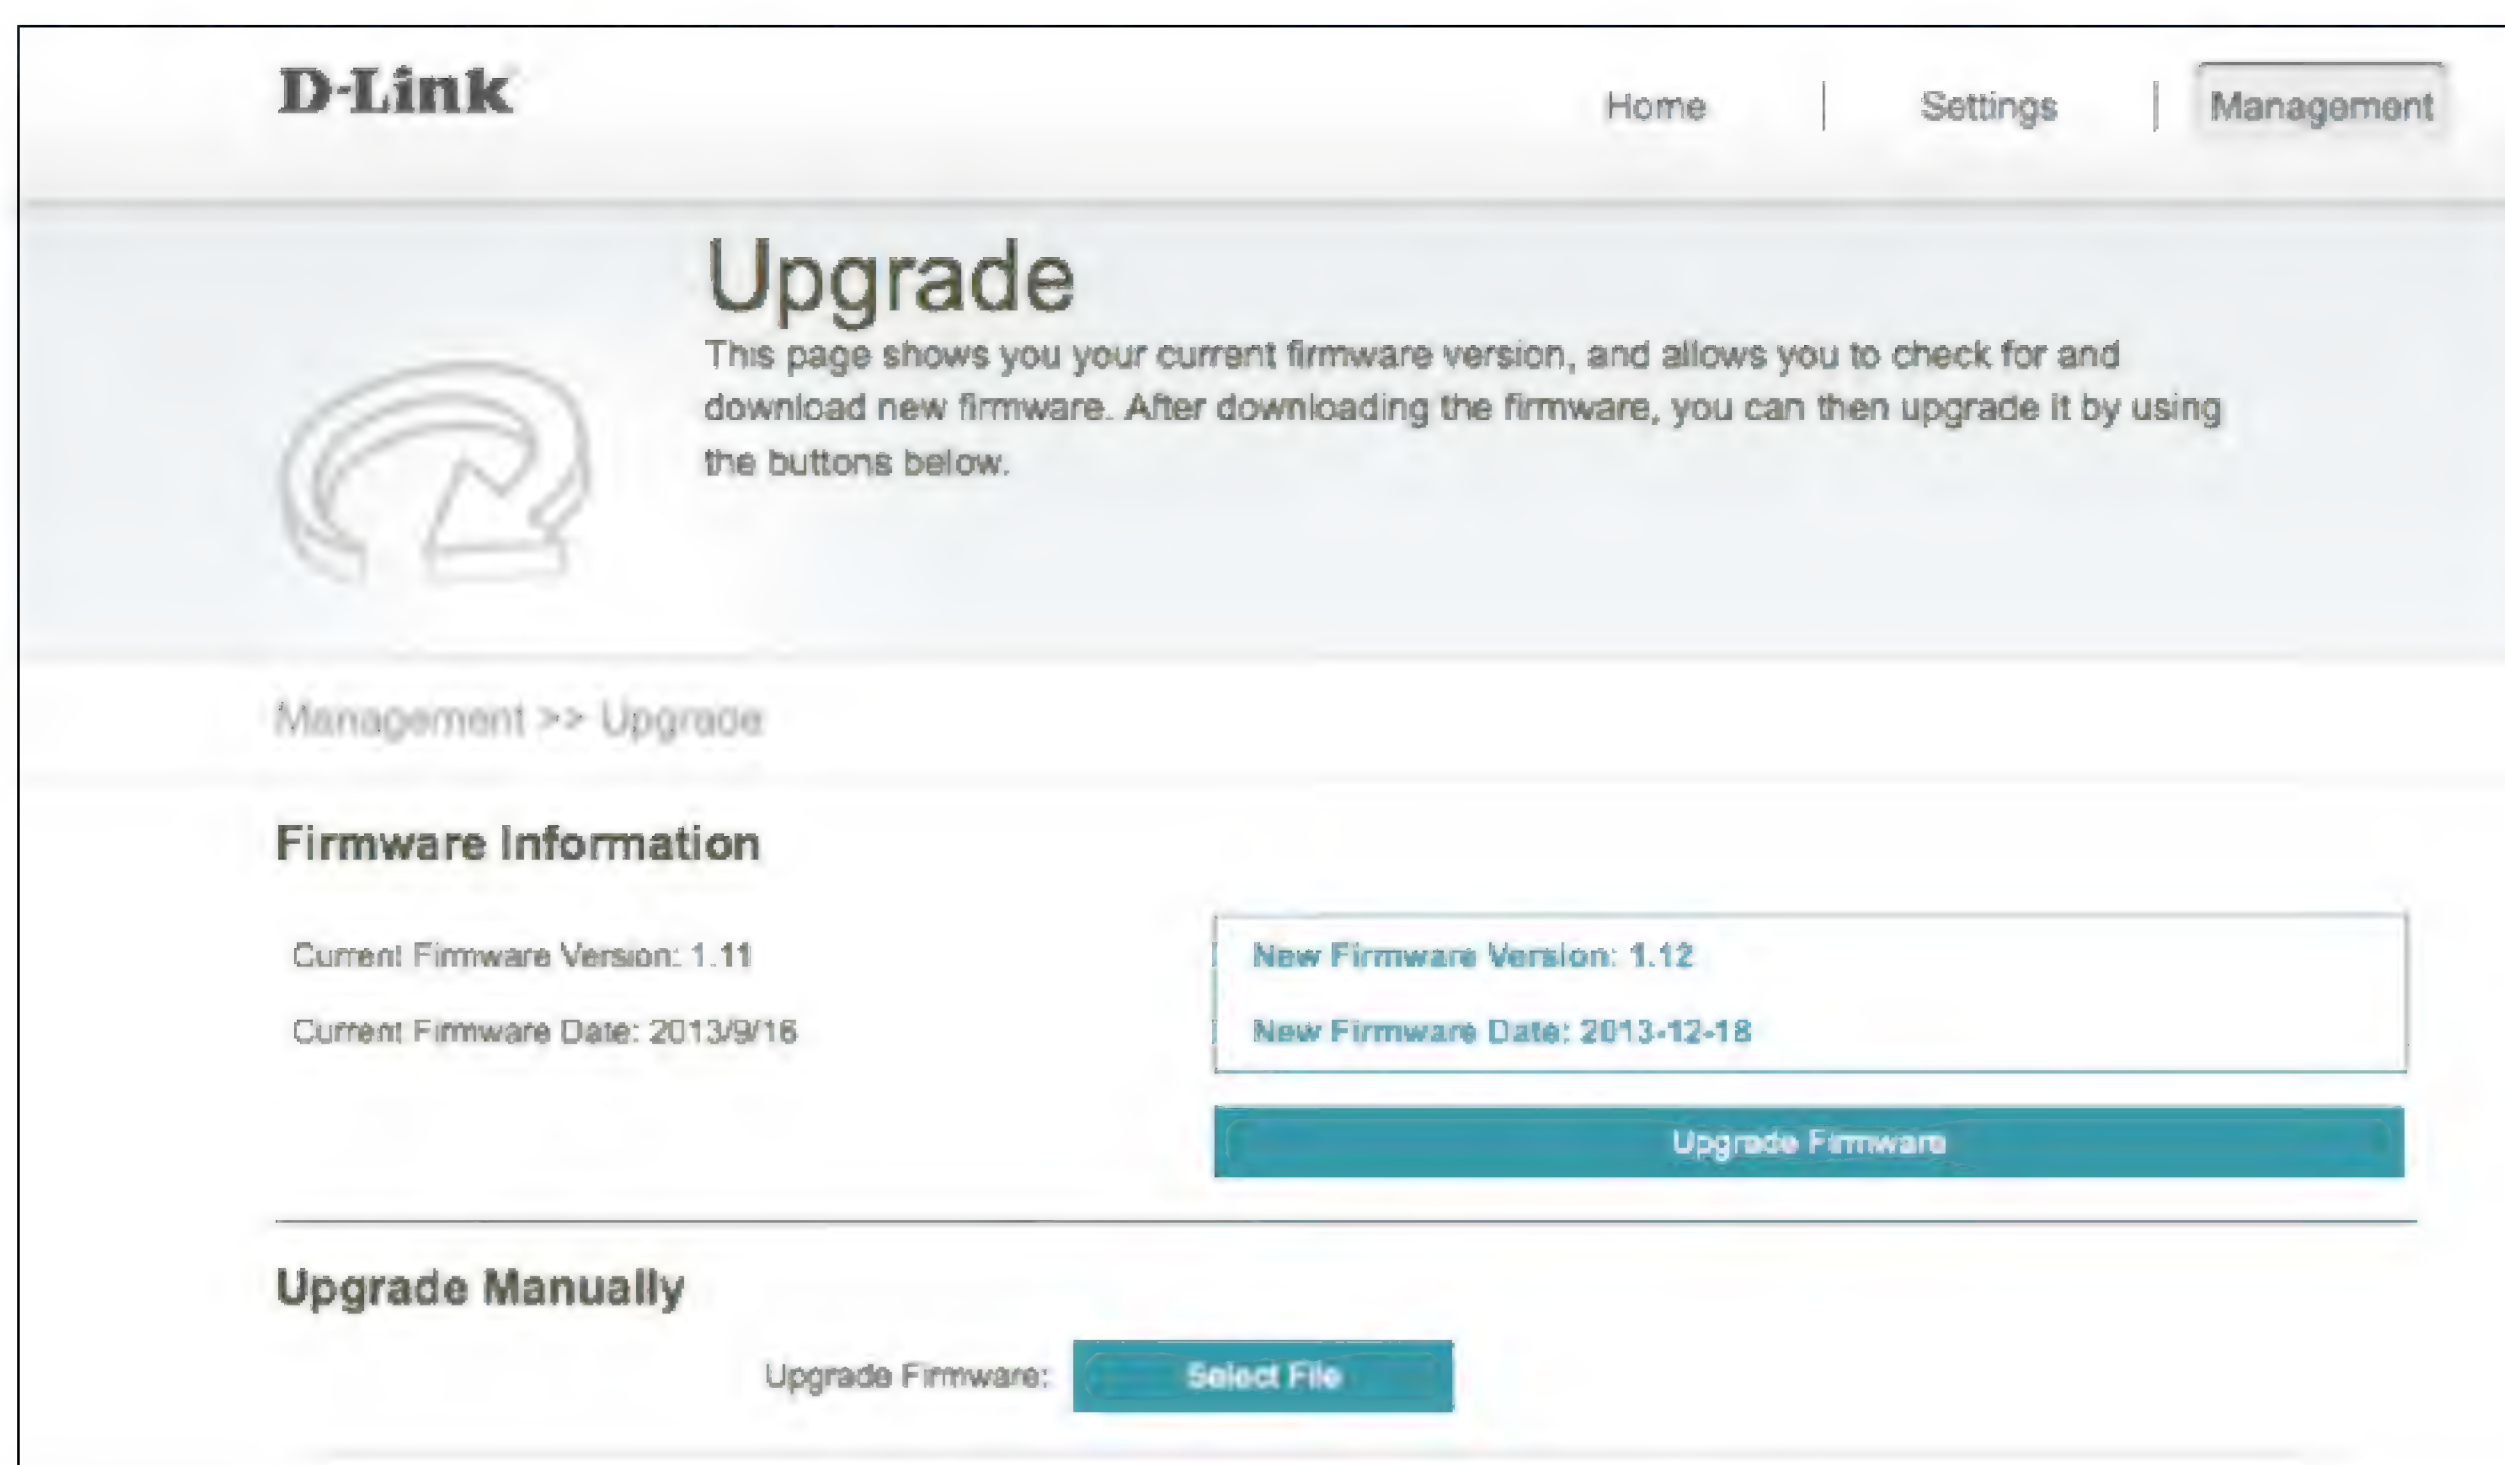 D-Link
Home | Settings | Management
Upgrade
This page shows you your current firmware version, and allows you to check for and
download new firmware. After downloading the firmware, you can then upgrade it by using
the buttons below.
Management >> Upgrade
Firmware Information
Current Firmware Version: 1.11
New Firmware Version: 1.12
Current Firmware Date: 2013/9/16
New Firmware Date: 2013-12-18
Upgrade Firmware
Upgrade Manually
Upgrade Firmware: Select File